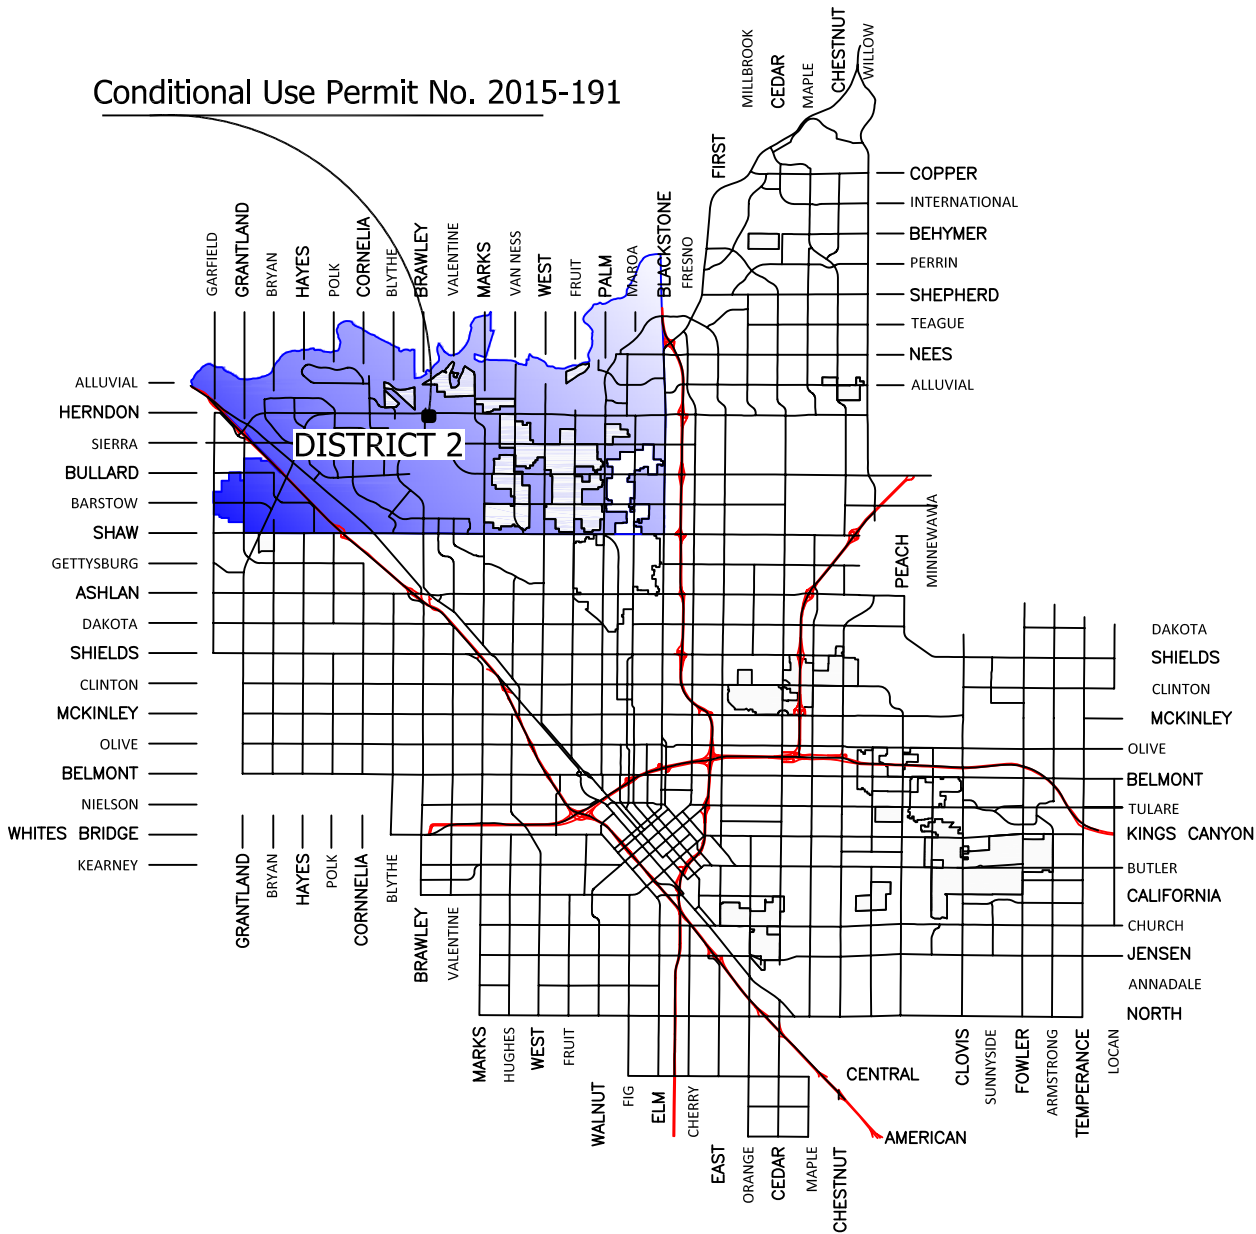 Conditional Use Permit No. 2015-191
MILLBROOK
CEDAR
MAPLE
CHESTNUT
WILLOW
FIRST
BLACKSTONE
FRESNO
GARFIELD
GRANTLAND
BRYAN
HAYES
POLK
CORNELIA
BLYTHE
BRAWLEY
VALENTINE
MARKS
VAN NESS
WEST
FRUIT
PALM
MAROA
COPPER
INTERNATIONAL
BEHYMER
PERRIN
SHEPHERD
TEAGUE
NEES
ALLUVIAL
ALLUVIAL
HERNDON
SIERRA
BULLARD
BARSTOW
SHAW
GETTYSBURG
ASHLAN
DAKOTA
SHIELDS
CLINTON
MCKINLEY
OLIVE
BELMONT
NIELSON
WHITES BRIDGE
KEARNEY
DISTRICT 2
PEACH
MINNEWAWA
DAKOTA
SHIELDS
CLINTON
MCKINLEY
OLIVE
BELMONT
TULARE
KINGS CANYON
BUTLER
CALIFORNIA
CHURCH
JENSEN
ANNADALE
NORTH
GRANTLAND
BRYAN
HAYES
POLK
CORNNELIA
BLYTHE
BRAWLEY
VALENTINE
MARKS
HUGHES
WEST
FRUIT
WALNUT
FIG
ELM
CHERRY
EAST
ORANGE
CEDAR
MAPLE
CHESTNUT
CENTRAL
AMERICAN
CLOVIS
SUNNYSIDE
FOWLER
ARMSTRONG
TEMPERANCE
LOCAN